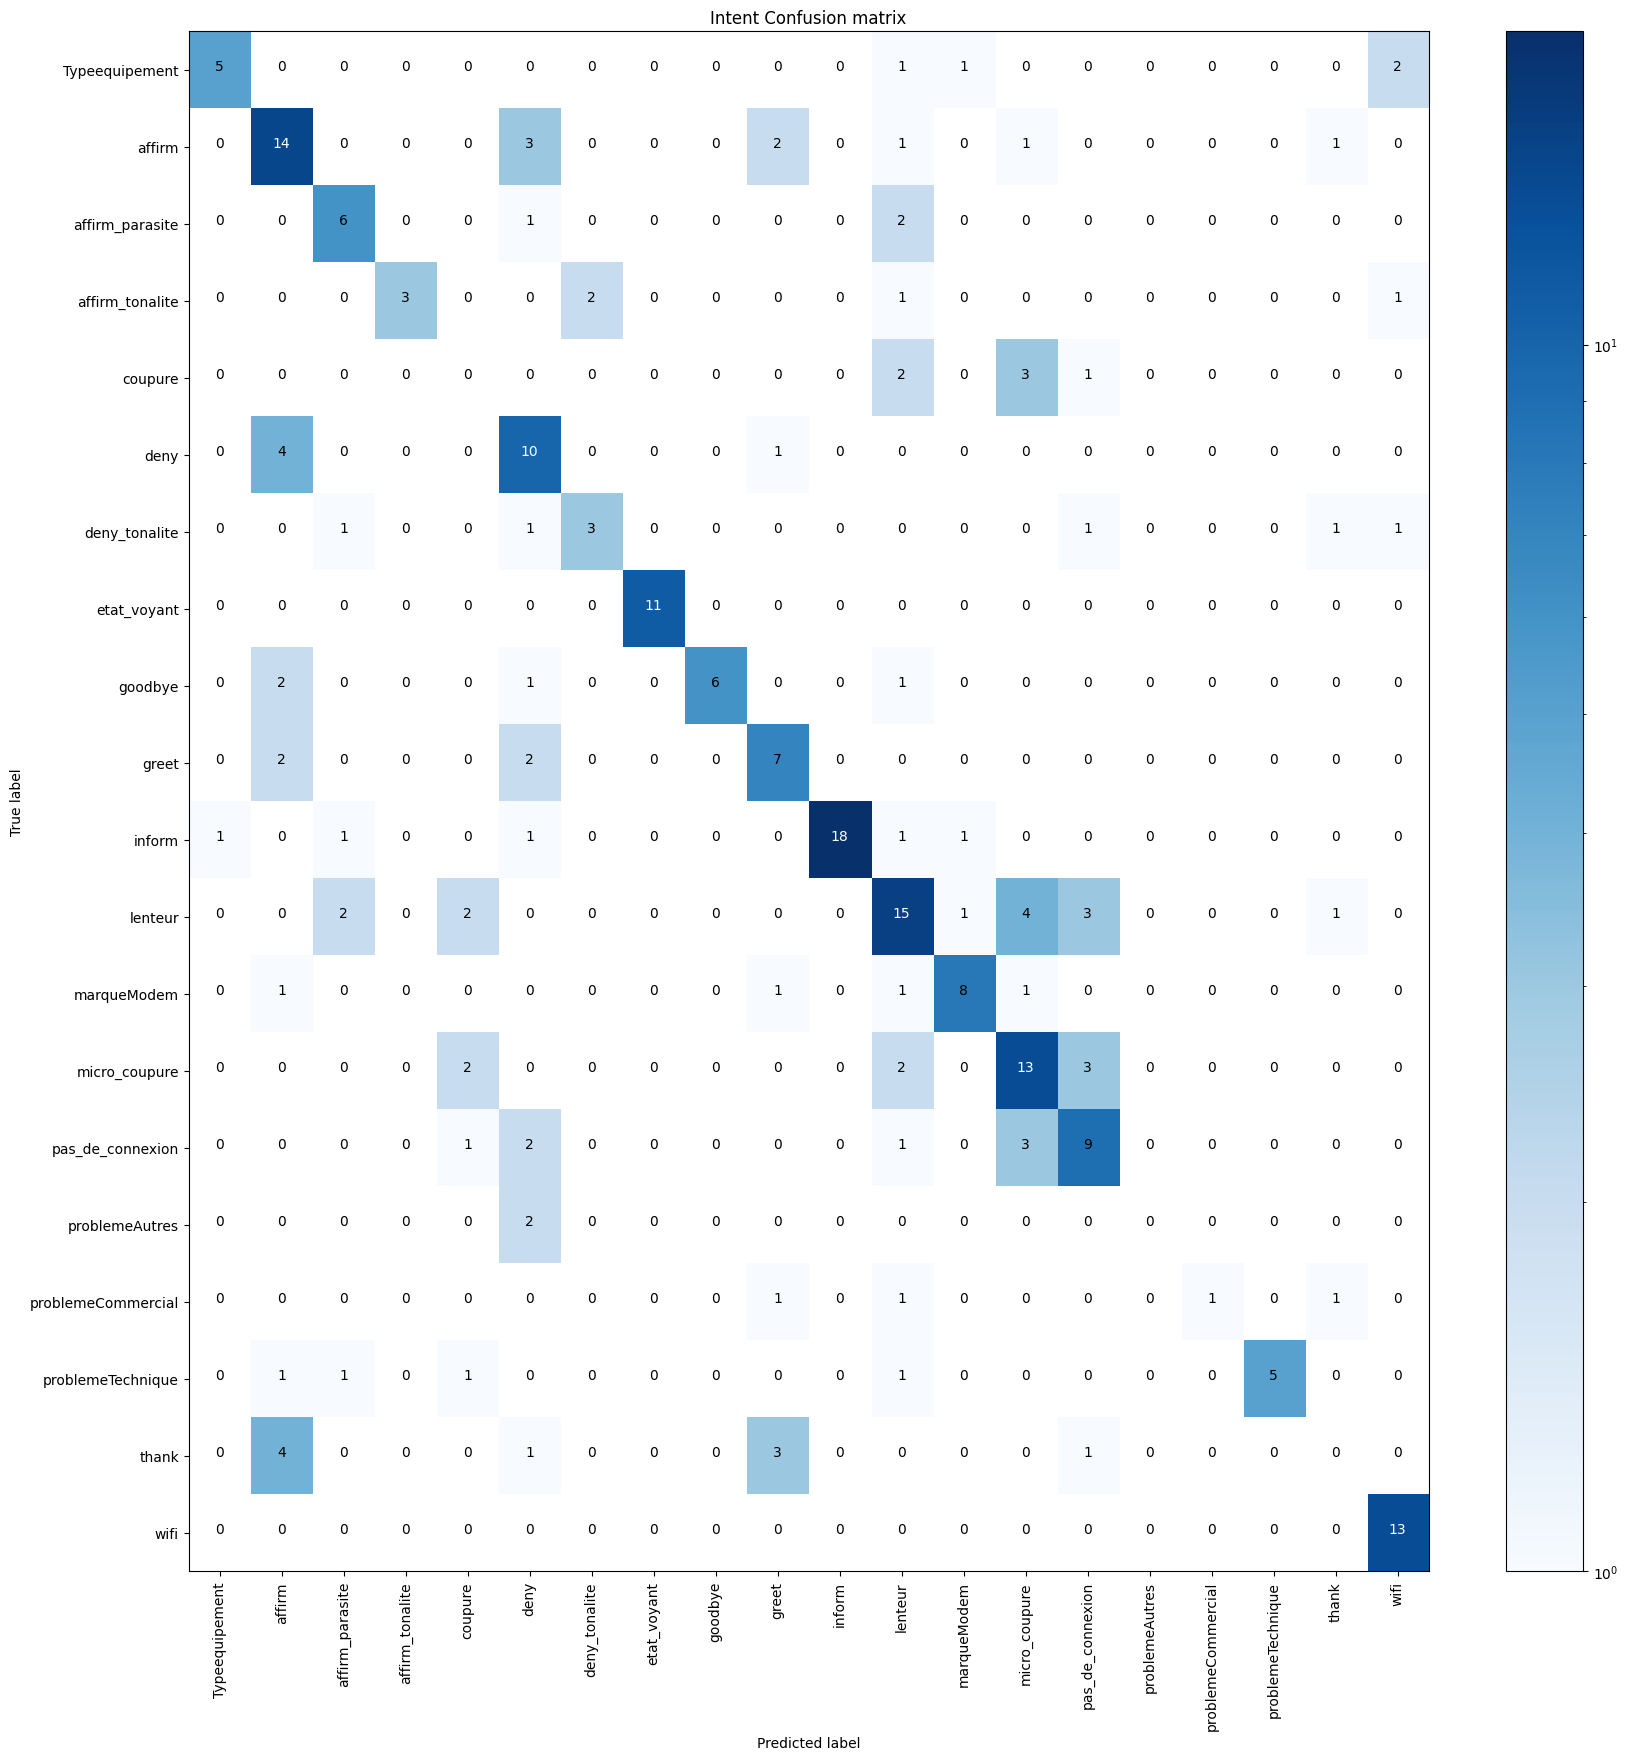 Intent Confusion matrix
Typeequipement 5 0 0 0 0 0 0 0 0 0 0 1 1 0 0 0 0 0 0 2
affirm 0 14 0 0 0 3 0 0 0 2 0 1 0 1 0 0 0 0 1 0
affirm_parasite 0 0 6 0 0 1 0 0 0 0 0 2 0 0 0 0 0 0 0 0
affirm_tonalite 0 0 0 3 0 0 2 0 0 0 0 1 0 0 0 0 0 0 0 1
coupure 0 0 0 0 0 0 0 0 0 0 0 2 0 3 1 0 0 0 0 0
deny 0 4 0 0 0 10 0 0 0 1 0 0 0 0 0 0 0 0 0 0
deny_tonalite 0 0 1 0 0 1 3 0 0 0 0 0 0 0 1 0 0 0 1 1
etat_voyant 0 0 0 0 0 0 0 11 0 0 0 0 0 0 0 0 0 0 0 0
goodbye 0 2 0 0 0 1 0 0 6 0 0 1 0 0 0 0 0 0 0 0
greet 0 2 0 0 0 2 0 0 0 7 0 0 0 0 0 0 0 0 0 0
inform 1 0 1 0 0 1 0 0 0 0 18 1 1 0 0 0 0 0 0 0
lenteur 0 0 2 0 2 0 0 0 0 0 0 15 1 4 3 0 0 0 1 0
marqueModem 0 1 0 0 0 0 0 0 0 1 0 1 8 1 0 0 0 0 0 0
micro_coupure 0 0 0 0 2 0 0 0 0 0 0 2 0 13 3 0 0 0 0 0
pas_de_connexion 0 0 0 0 1 2 0 0 0 0 0 1 0 3 9 0 0 0 0 0
problemeAutres 0 0 0 0 0 2 0 0 0 0 0 0 0 0 0 0 0 0 0 0
problemeCommercial 0 0 0 0 0 0 0 0 0 1 0 1 0 0 0 0 1 0 1 0
problemeTechnique 0 1 1 0 1 0 0 0 0 0 0 1 0 0 0 0 0 5 0 0
thank 0 4 0 0 0 1 0 0 0 3 0 0 0 0 1 0 0 0 0 0
wifi 0 0 0 0 0 0 0 0 0 0 0 0 0 0 0 0 0 0 0 13
True label
Typeequipement
affirm
affirm_parasite
affirm_tonalite
coupure
deny
deny_tonalite
etat_voyant
goodbye
greet
inform
lenteur
marqueModem
micro_coupure
pas_de_connexion
problemeAutres
problemeCommercial
problemeTechnique
thank
wifi
Predicted label
10¹
10⁰